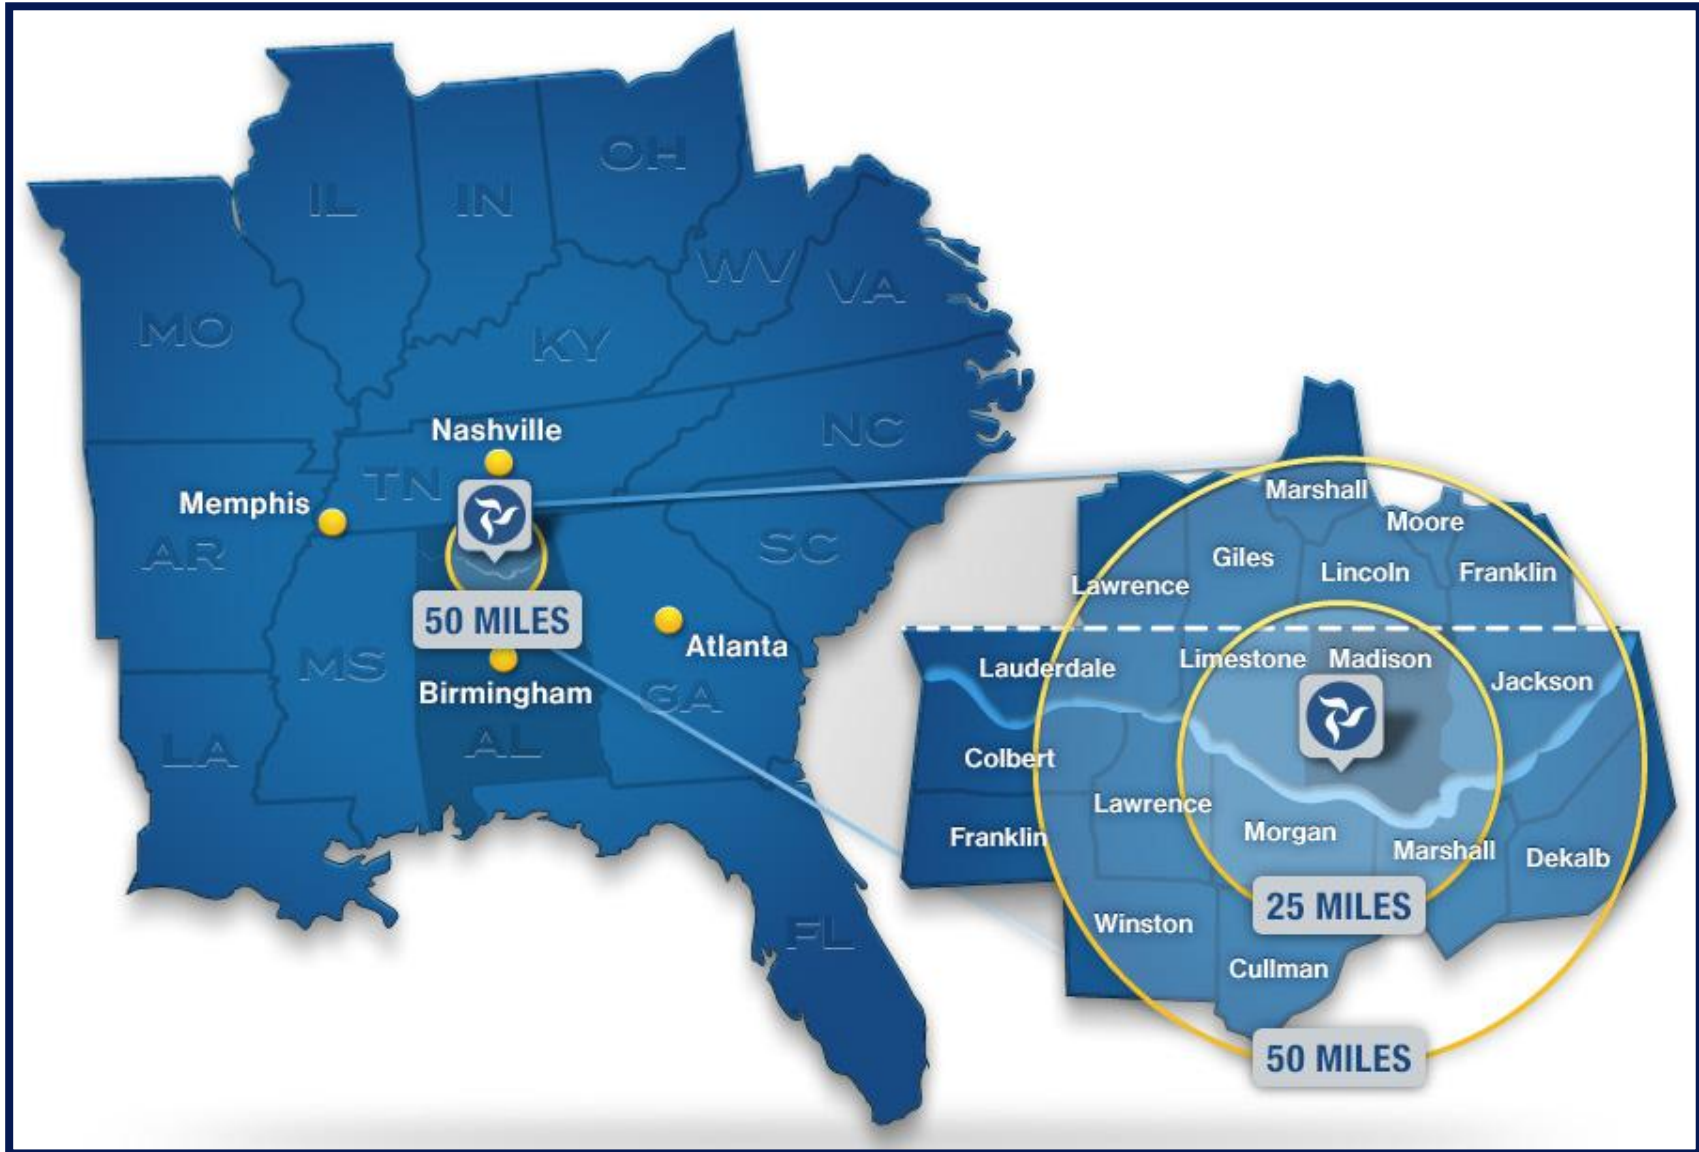 OH
IL
IN
WV
VA
MO
KY
Nashville
NC
TN
Memphis
AR
SC
50 MILES
Atlanta
MS
Birmingham
GA
AL
LA
FL
Marshall
Moore
Giles
Lincoln
Franklin
Lawrence
Lauderdale
Limestone
Madison
Jackson
Colbert
Lawrence
Franklin
Morgan
Marshall
Dekalb
25 MILES
Winston
Cullman
50 MILES